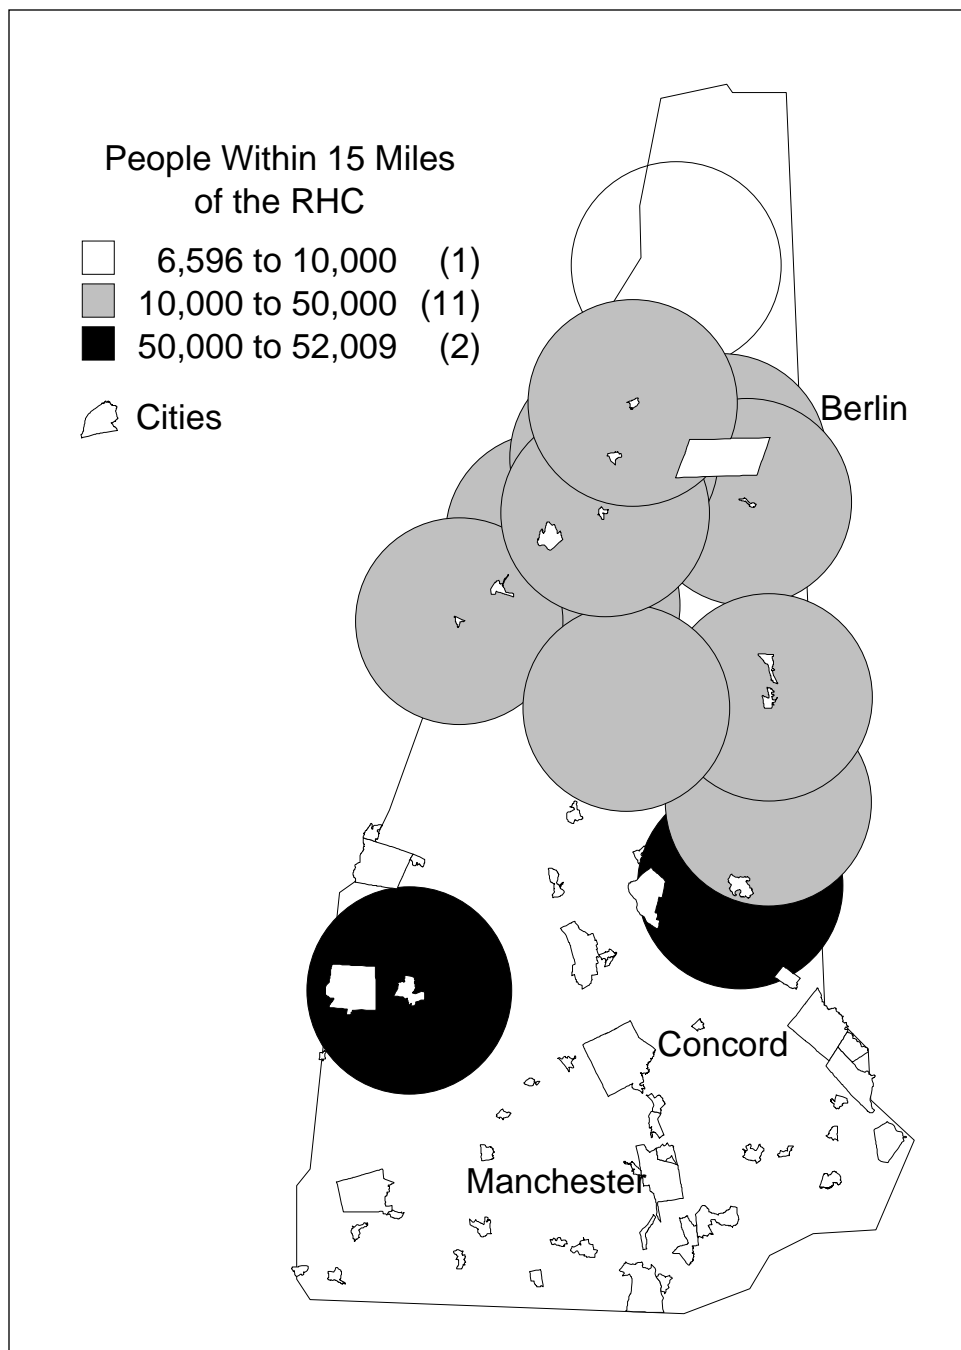 People Within 15 Miles
of the RHC
6,596 to 10,000 (1)
10,000 to 50,000 (11)
50,000 to 52,009 (2)
Cities
Berlin
Concord
Manchester